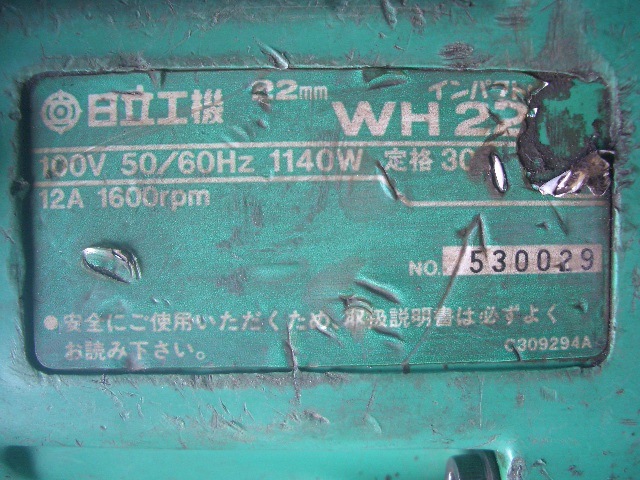 日立工機 22mm インパクト
WH 22
100V 50/60Hz 1140W 定格 30
12A 1600rpm
NO. 530029
●安全にご使用いただくため、取扱説明書は必ずよく
お読み下さい。
C309294A